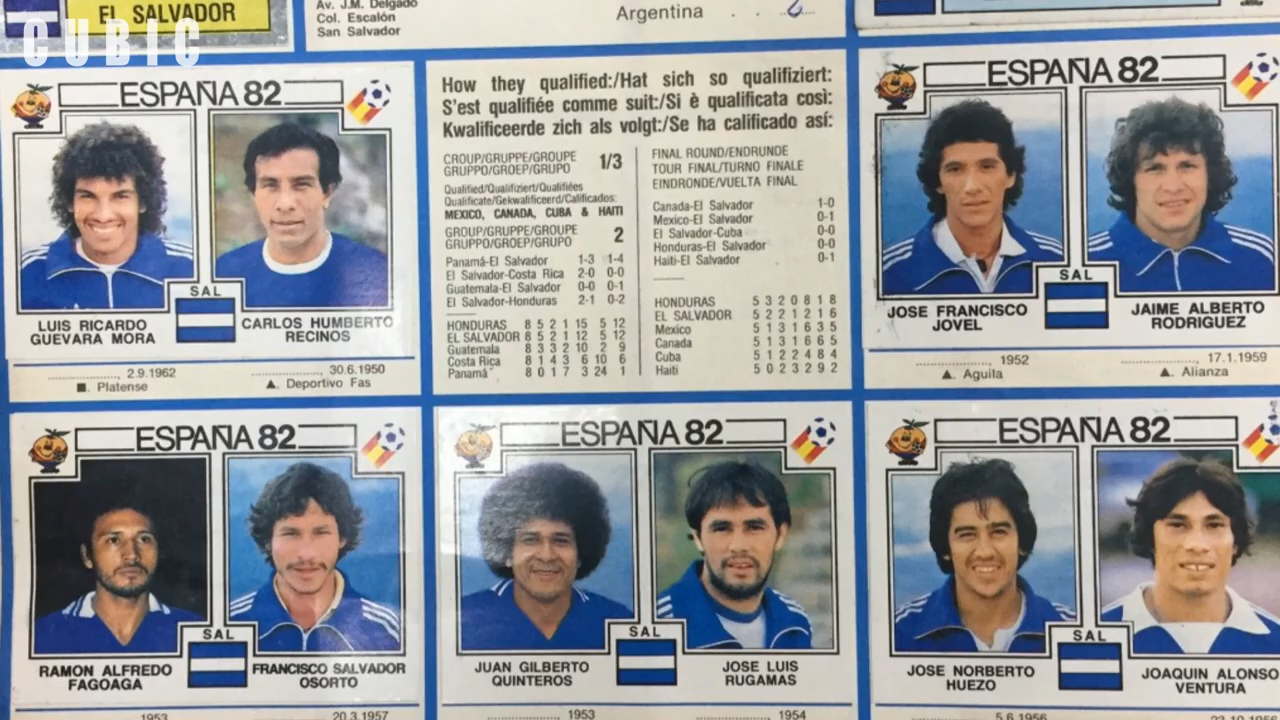 EL SALVADOR
CUBIC
Av. J.M. Delgado
Col. Escalón
San Salvador
Argentina . . .
ESPAÑA 82
SAL
LUIS RICARDO
GUEVARA MORA
CARLOS HUMBERTO
RECINOS
2.9.1962
■. Platense
30.6.1950
▲. Deportivo Fas
How they qualified:/Hat sich so qualifiziert:
S'est qualifiée comme suit:/Si è qualificata così:
Kwalificeerde zich als volgt:/Se ha calificado así:
CROUP/GRUPPE/GROUPE
GRUPPO/GROEP/GRUPO 1/3
Qualified/Qualifiziert/Qualifiées
Qualificate/Gekwalificeerd/Calificados:
MEXICO, CANADA, CUBA & HAITI
GROUP/GRUPPE/GROUPE
GRUPPO/GROEP/GRUPO 2
Panamá-El Salvador 1-3 1-4
El Salvador-Costa Rica 2-0 0-0
Guatemala-El Salvador 0-0 0-1
El Salvador-Honduras 2-1 0-2
HONDURAS 8 5 2 1 15 5 12
EL SALVADOR 8 5 2 1 12 5 12
Guatemala 8 3 3 2 10 2 9
Costa Rica 8 1 4 3 6 10 6
Panamá 8 0 1 7 3 24 1
FINAL ROUND/ENDRUNDE
TOUR FINAL/TURNO FINALE
EINDRONDE/VUELTA FINAL
Canada-El Salvador 1-0
Mexico-El Salvador 0-1
El Salvador-Cuba 0-0
Honduras-El Salvador 0-0
Haiti-El Salvador 0-1
HONDURAS 5 3 2 0 8 1 8
EL SALVADOR 5 2 2 1 2 1 6
Mexico 5 1 3 1 6 3 5
Canada 5 1 3 1 6 6 5
Cuba 5 1 2 2 4 8 4
Haiti 5 0 2 3 2 9 2
ESPAÑA 82
SAL
JOSE FRANCISCO
JOVEL
JAIME ALBERTO
RODRIGUEZ
1952
▲. Aguila
17.1.1959
▲. Alianza
ESPAÑA 82
SAL
RAMON ALFREDO
FAGOAGA
FRANCISCO SALVADOR
OSORTO
1953
20.3.1957
ESPAÑA 82
SAL
JUAN GILBERTO
QUINTEROS
JOSE LUIS
RUGAMAS
1953
1954
ESPAÑA 82
SAL
JOSE NORBERTO
HUEZO
JOAQUIN ALONSO
VENTURA
5.6.1956